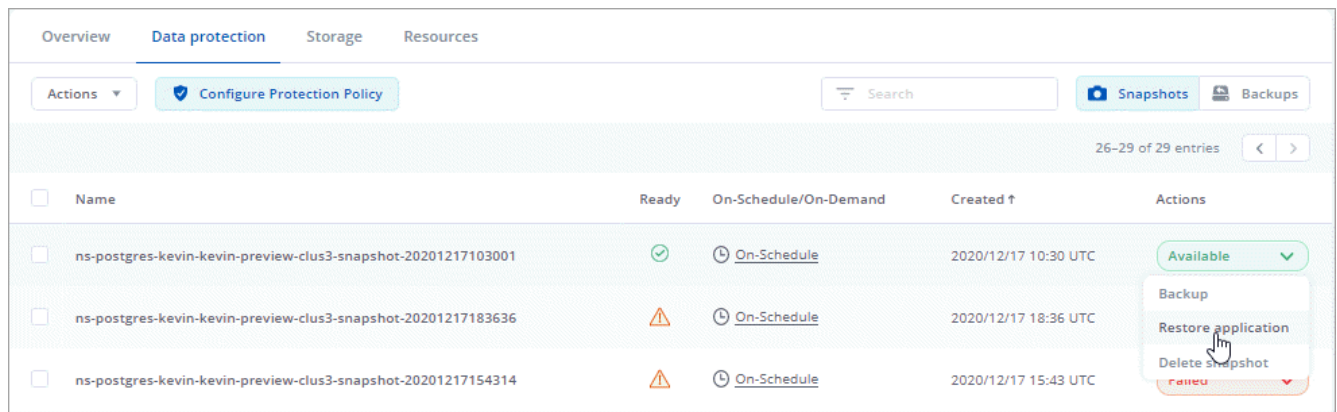 Overview Data protection Storage Resources
Actions Configure Protection Policy Search Snapshots Backups
26–29 of 29 entries
Name Ready On-Schedule/On-Demand Created ↑ Actions
ns-postgres-kevin-kevin-preview-clus3-snapshot-20201217103001 On-Schedule 2020/12/17 10:30 UTC Available
Backup
ns-postgres-kevin-kevin-preview-clus3-snapshot-20201217183636 On-Schedule 2020/12/17 18:36 UTC
Restore application
Delete snapshot
ns-postgres-kevin-kevin-preview-clus3-snapshot-20201217154314 On-Schedule 2020/12/17 15:43 UTC Failed